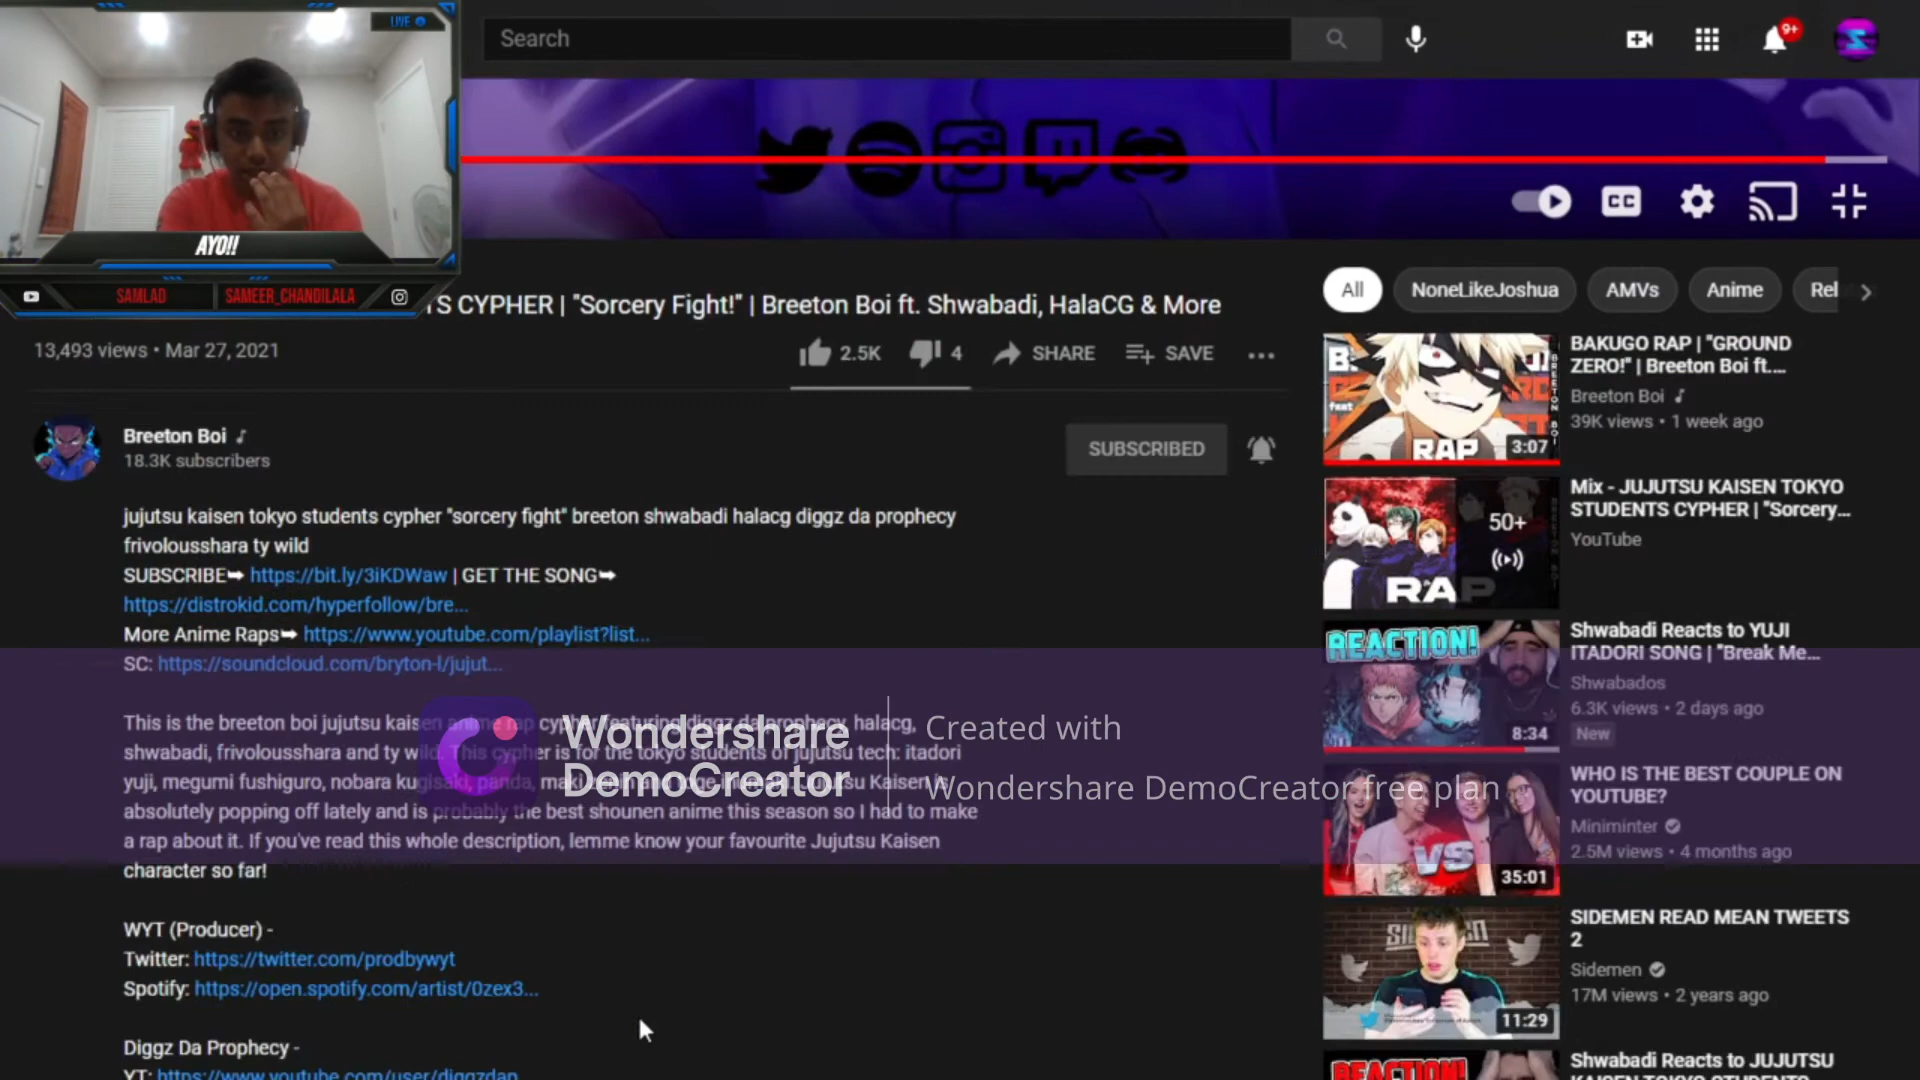 LIVE
AYO!!
SAMLAD
SAMEER_CHANDILALA
Search
9+
CC
TS CYPHER | "Sorcery Fight!" | Breeton Boi ft. Shwabadi, HalaCG & More
13,493 views • Mar 27, 2021
2.5K
4
SHARE
SAVE
Breeton Boi
18.3K subscribers
SUBSCRIBED
jujutsu kaisen tokyo students cypher "sorcery fight" breeton shwabadi halacg diggz da prophecy
frivolousshara ty wild
SUBSCRIBE➡ https://bit.ly/3iKDWaw | GET THE SONG➡
https://distrokid.com/hyperfollow/bre...
More Anime Raps➡ https://www.youtube.com/playlist?list...
SC: https://soundcloud.com/bryton-l/jujut...
This is the breeton boi jujutsu kaisen anime rap cypher featuring diggz da prophecy, halacg,
shwabadi, frivolousshara and ty wild. This cypher is for the tokyo students of jujutsu tech: itadori
yuji, megumi fushiguro, nobara kugisaki, panda, maki Jujutsu Kaisen is
absolutely popping off lately and is probably the best shounen anime this season so I had to make
a rap about it. If you've read this whole description, lemme know your favourite Jujutsu Kaisen
character so far!
Wondershare
DemoCreator
Created with
Wondershare DemoCreator free plan
WYT (Producer) -
Twitter: https://twitter.com/prodbywyt
Spotify: https://open.spotify.com/artist/0zex3...
Diggz Da Prophecy -
YT: https://www.youtube.com/user/diggzdap...
All
NoneLikeJoshua
AMVs
Anime
Rel
RAP
3:07
BAKUGO RAP | "GROUND
ZERO!" | Breeton Boi ft....
Breeton Boi
39K views • 1 week ago
50+
RAP
Mix - JUJUTSU KAISEN TOKYO
STUDENTS CYPHER | "Sorcery...
YouTube
REACTION!
8:34
Shwabadi Reacts to YUJI
ITADORI SONG | "Break Me...
Shwabados
6.3K views • 2 days ago
New
VS
35:01
WHO IS THE BEST COUPLE ON
YOUTUBE?
Miniminter
2.5M views • 4 months ago
11:29
SIDEMEN READ MEAN TWEETS
2
Sidemen
17M views • 2 years ago
REACTION!
Shwabadi Reacts to JUJUTSU
KAISEN TOKYO STUDENTS